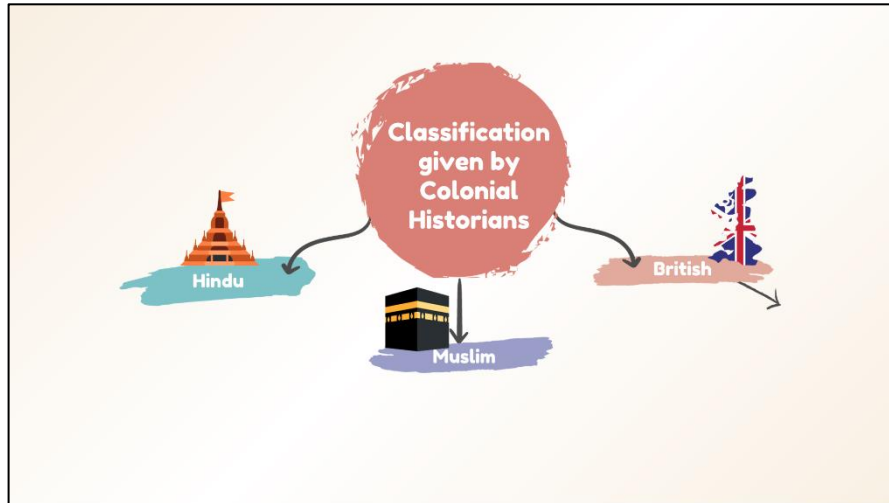 Classification
given by
Colonial
Historians
Hindu
British
Muslim